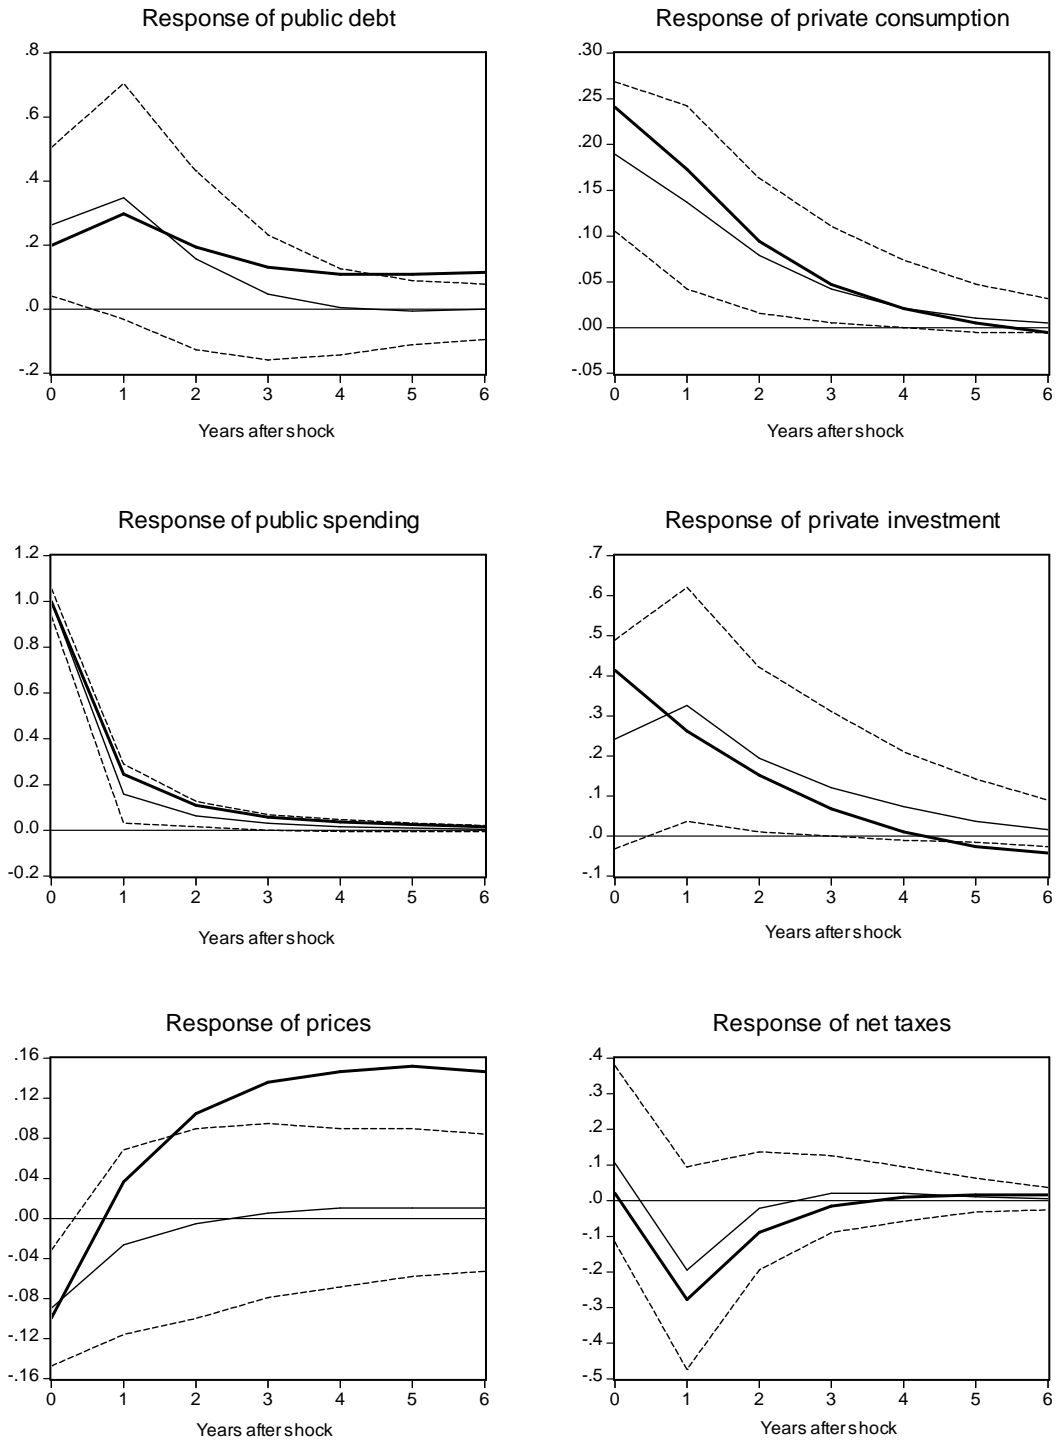 Response of public debt
.8
.6
.4
.2
.0
-.2
0 1 2 3 4 5 6
Years after shock
Response of private consumption
.30
.25
.20
.15
.10
.05
.00
-.05
0 1 2 3 4 5 6
Years after shock
Response of public spending
1.2
1.0
0.8
0.6
0.4
0.2
0.0
-0.2
0 1 2 3 4 5 6
Years after shock
Response of private investment
.7
.6
.5
.4
.3
.2
.1
.0
-.1
0 1 2 3 4 5 6
Years after shock
Response of prices
.16
.12
.08
.04
.00
-.04
-.08
-.12
-.16
0 1 2 3 4 5 6
Years after shock
Response of net taxes
.4
.3
.2
.1
.0
-.1
-.2
-.3
-.4
-.5
0 1 2 3 4 5 6
Years after shock